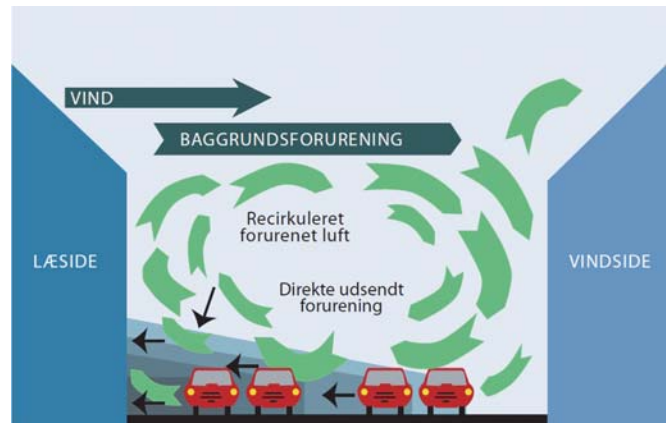 VIND
BAGGRUNDSFORURENING
Recirkuleret
forurenet luft
LÆSIDE
VINDSIDE
Direkte udsendt
forurening